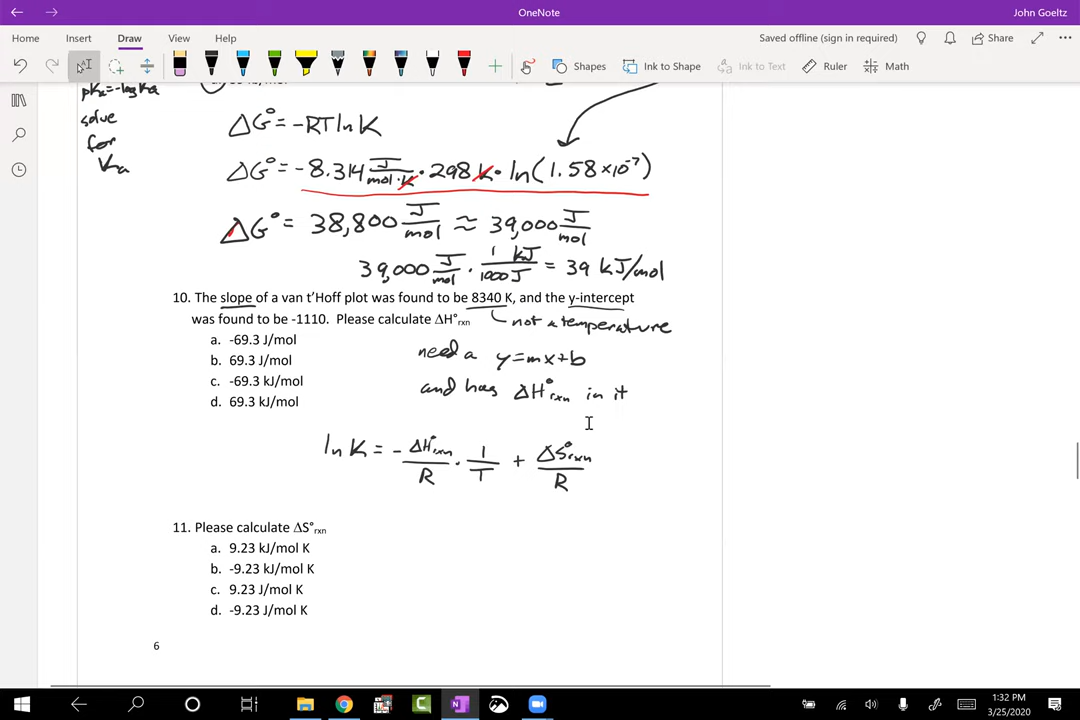 OneNote
John Goeltz
Home Insert Draw View Help
Saved offline (sign in required) Share
Shapes Ink to Shape Ink to Text Ruler Math
pKa=-logKa
solve
for
Ka
ΔG°= -RTlnK
ΔG°= -8.314 J/mol·K · 298 K · ln(1.58×10⁻⁷)
ΔG°= 38,800 J/mol ≈ 39,000 J/mol
39,000 J/mol · 1 kJ/1000J = 39 kJ/mol
10. The slope of a van t'Hoff plot was found to be 8340 K, and the y-intercept
was found to be -1110. Please calculate ΔH°rxn
not a temperature
a. -69.3 J/mol
b. 69.3 J/mol
c. -69.3 kJ/mol
d. 69.3 kJ/mol
need a y=mx+b
and has ΔH°rxn in it
lnK = - ΔH°rxn/R · 1/T + ΔS°rxn/R
11. Please calculate ΔS°rxn
a. 9.23 kJ/mol K
b. -9.23 kJ/mol K
c. 9.23 J/mol K
d. -9.23 J/mol K
6
1:32 PM
3/25/2020